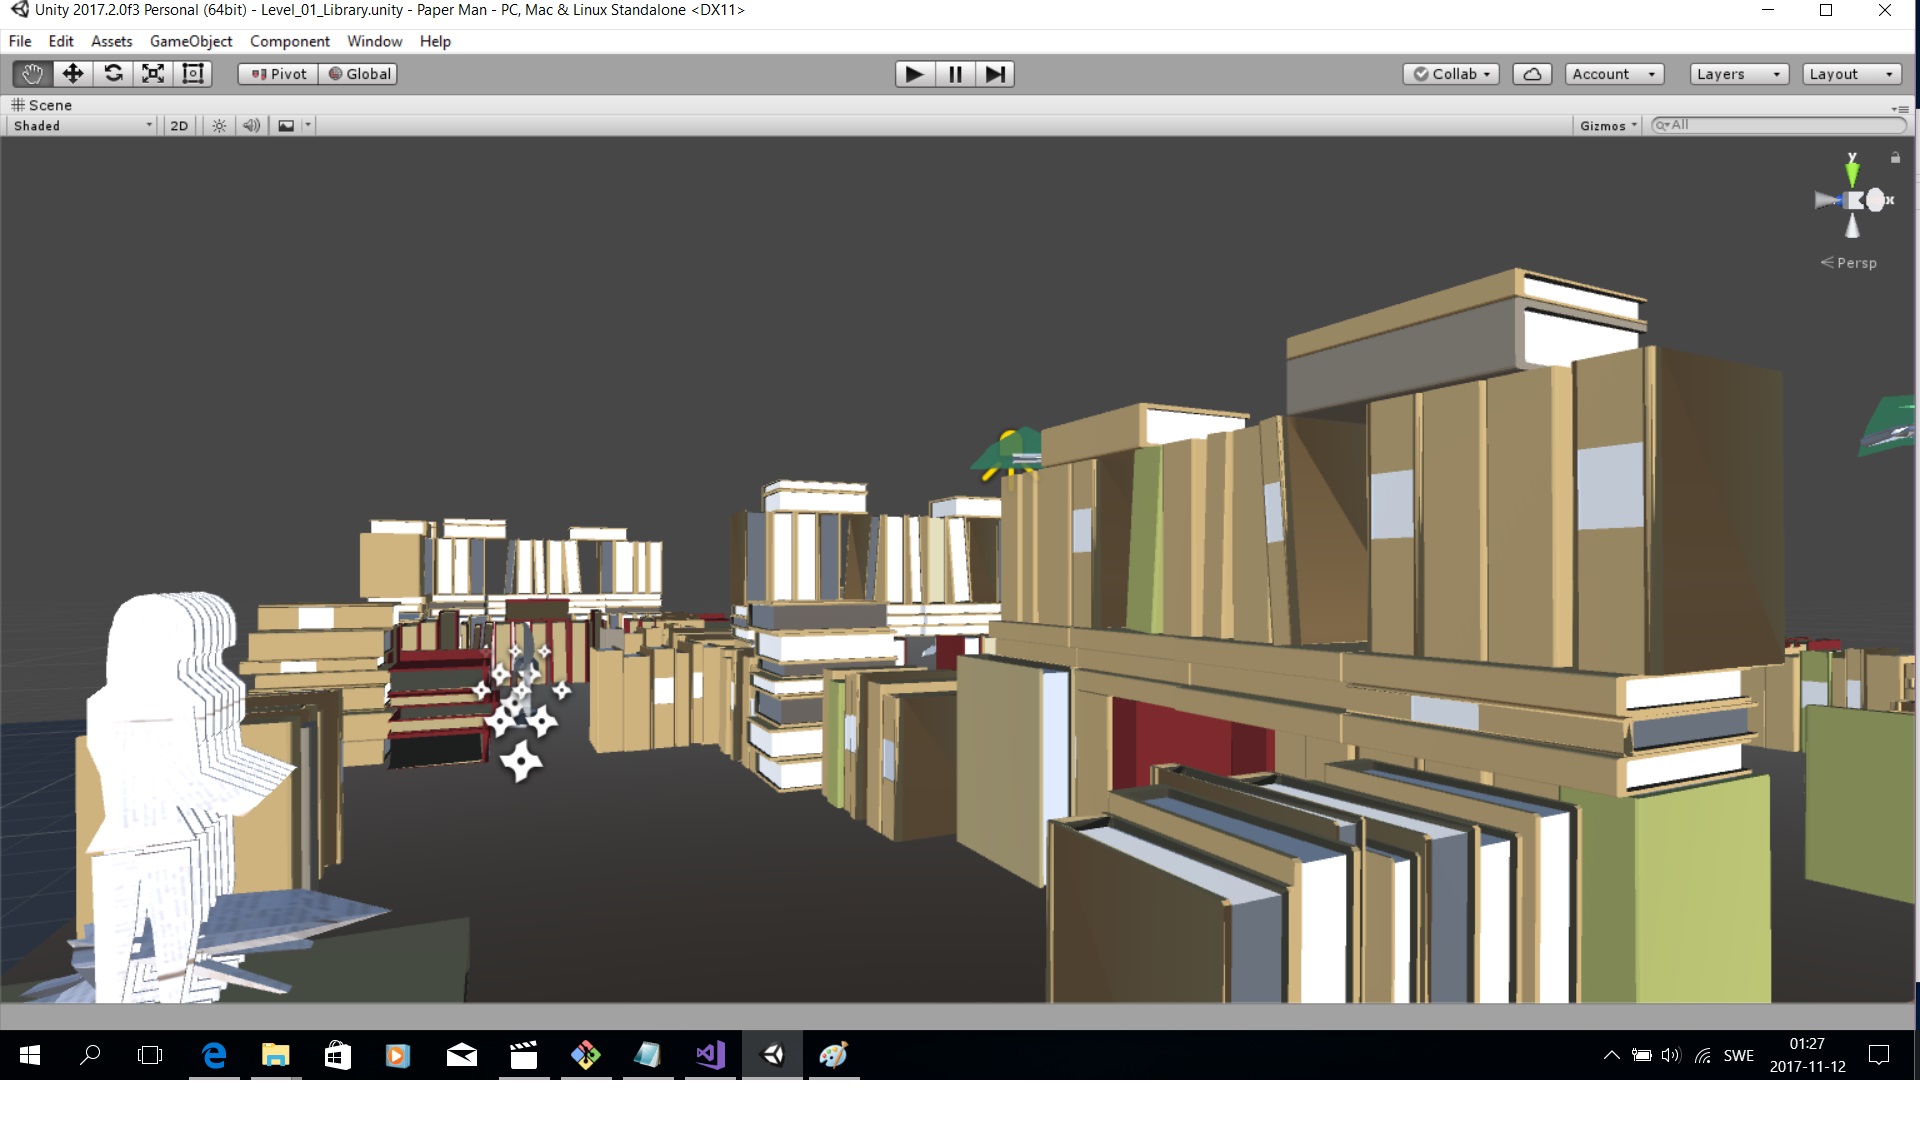 Unity 2017.2.0f3 Personal (64bit) - Level_01_Library.unity - Paper Man - PC, Mac & Linux Standalone <DX11>
File Edit Assets GameObject Component Window Help
Pivot Global Collab Account Layers Layout
Scene
Shaded 2D Gizmos All
y
x
Persp
01:27
SWE
2017-11-12